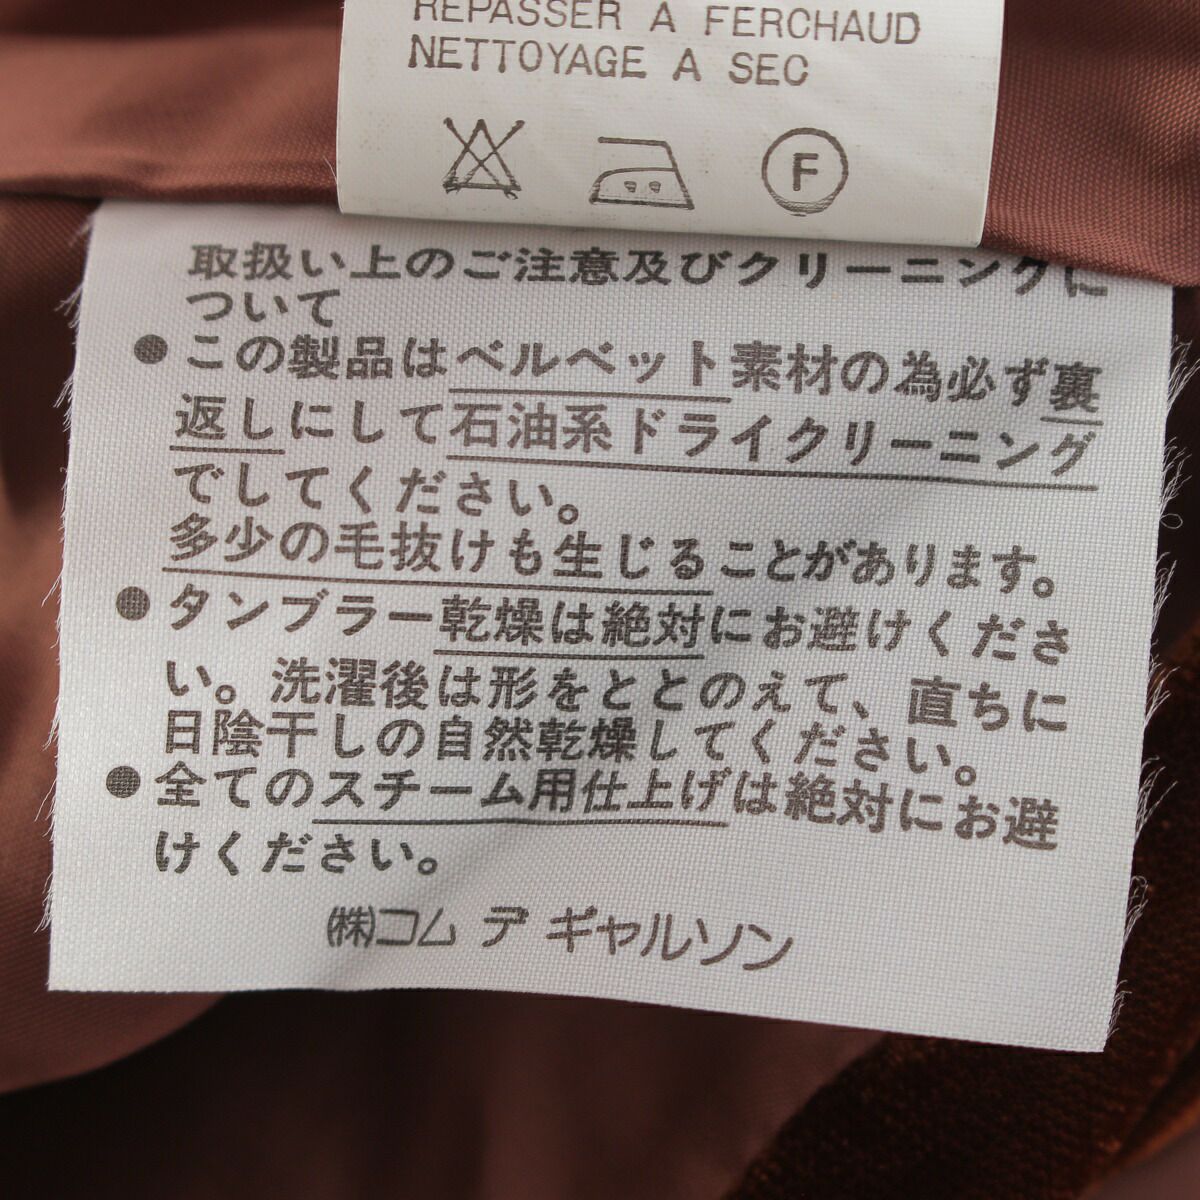 REPASSER A FERCHAUD
NETTOYAGE A SEC
F
取扱い上のご注意及びクリーニングに
ついて
●この製品はベルベット素材の為必ず裏
返しにして石油系ドライクリーニング
でしてください。
多少の毛抜けも生じることがあります。
●タンブラー乾燥は絶対にお避けくださ
い。洗濯後は形をととのえて、直ちに
日陰干しの自然乾燥してください。
●全てのスチーム用仕上げは絶対にお避
けください。
㈱コム デ ギャルソン